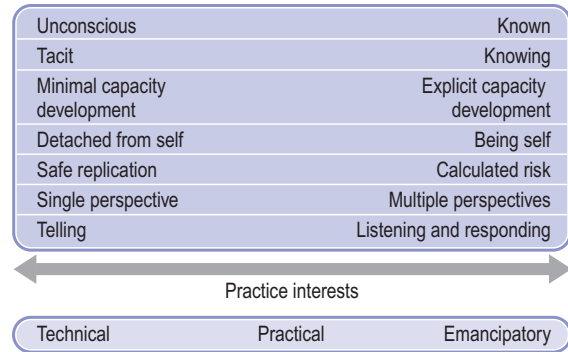 Unconscious Known
Tacit Knowing
Minimal capacity Explicit capacity
development development
Detached from self Being self
Safe replication Calculated risk
Single perspective Multiple perspectives
Telling Listening and responding
Practice interests
Technical Practical Emancipatory